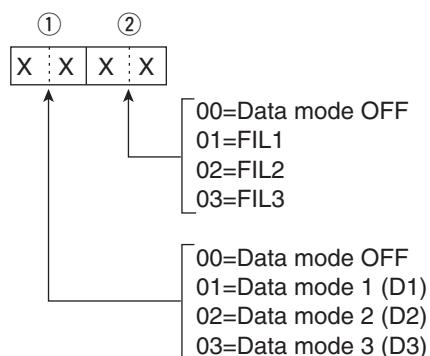 ① ②
X X X X
00=Data mode OFF
01=FIL1
02=FIL2
03=FIL3
00=Data mode OFF
01=Data mode 1 (D1)
02=Data mode 2 (D2)
03=Data mode 3 (D3)